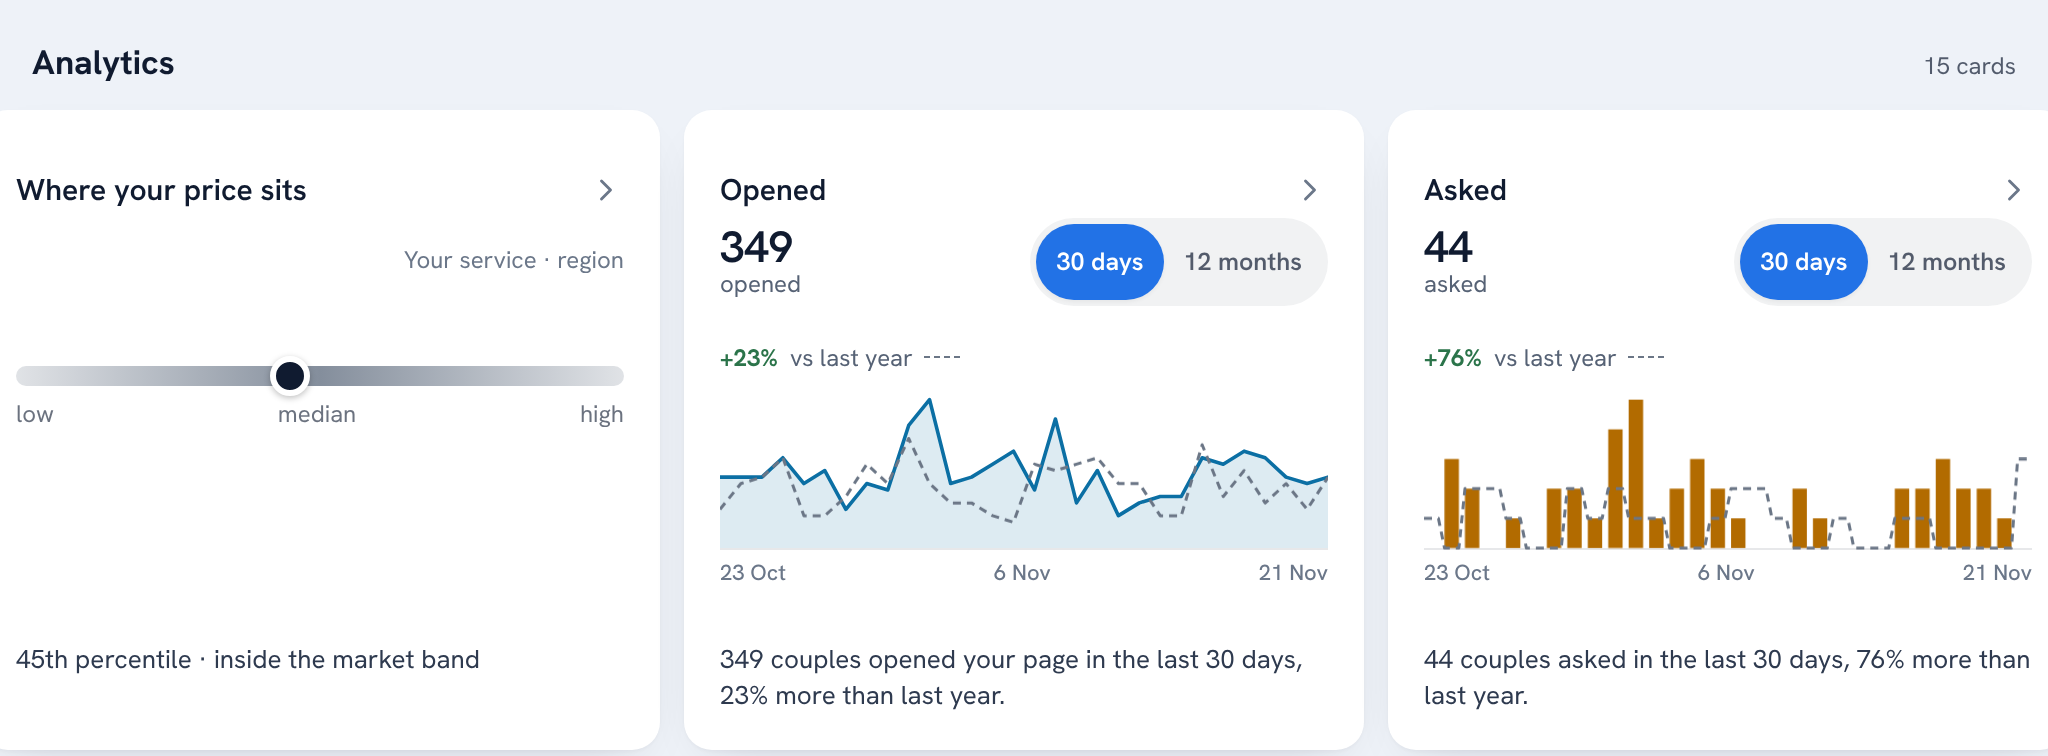 Analytics
15 cards
Where your price sits
Your service · region
low
median
high
45th percentile · inside the market band
Opened
349
opened
30 days
12 months
+23% vs last year
23 Oct
6 Nov
21 Nov
349 couples opened your page in the last 30 days,
23% more than last year.
Asked
44
asked
30 days
12 months
+76% vs last year
23 Oct
6 Nov
21 Nov
44 couples asked in the last 30 days, 76% more than
last year.